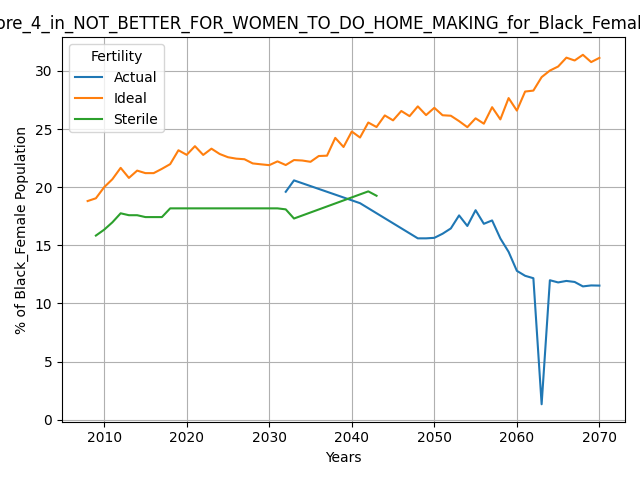 ore_4_in_NOT_BETTER_FOR_WOMEN_TO_DO_HOME_MAKING_for_Black_Femal
Fertility
Actual
Ideal
Sterile
% of Black_Female Population
30
25
20
15
10
5
0
2010 2020 2030 2040 2050 2060 2070
Years